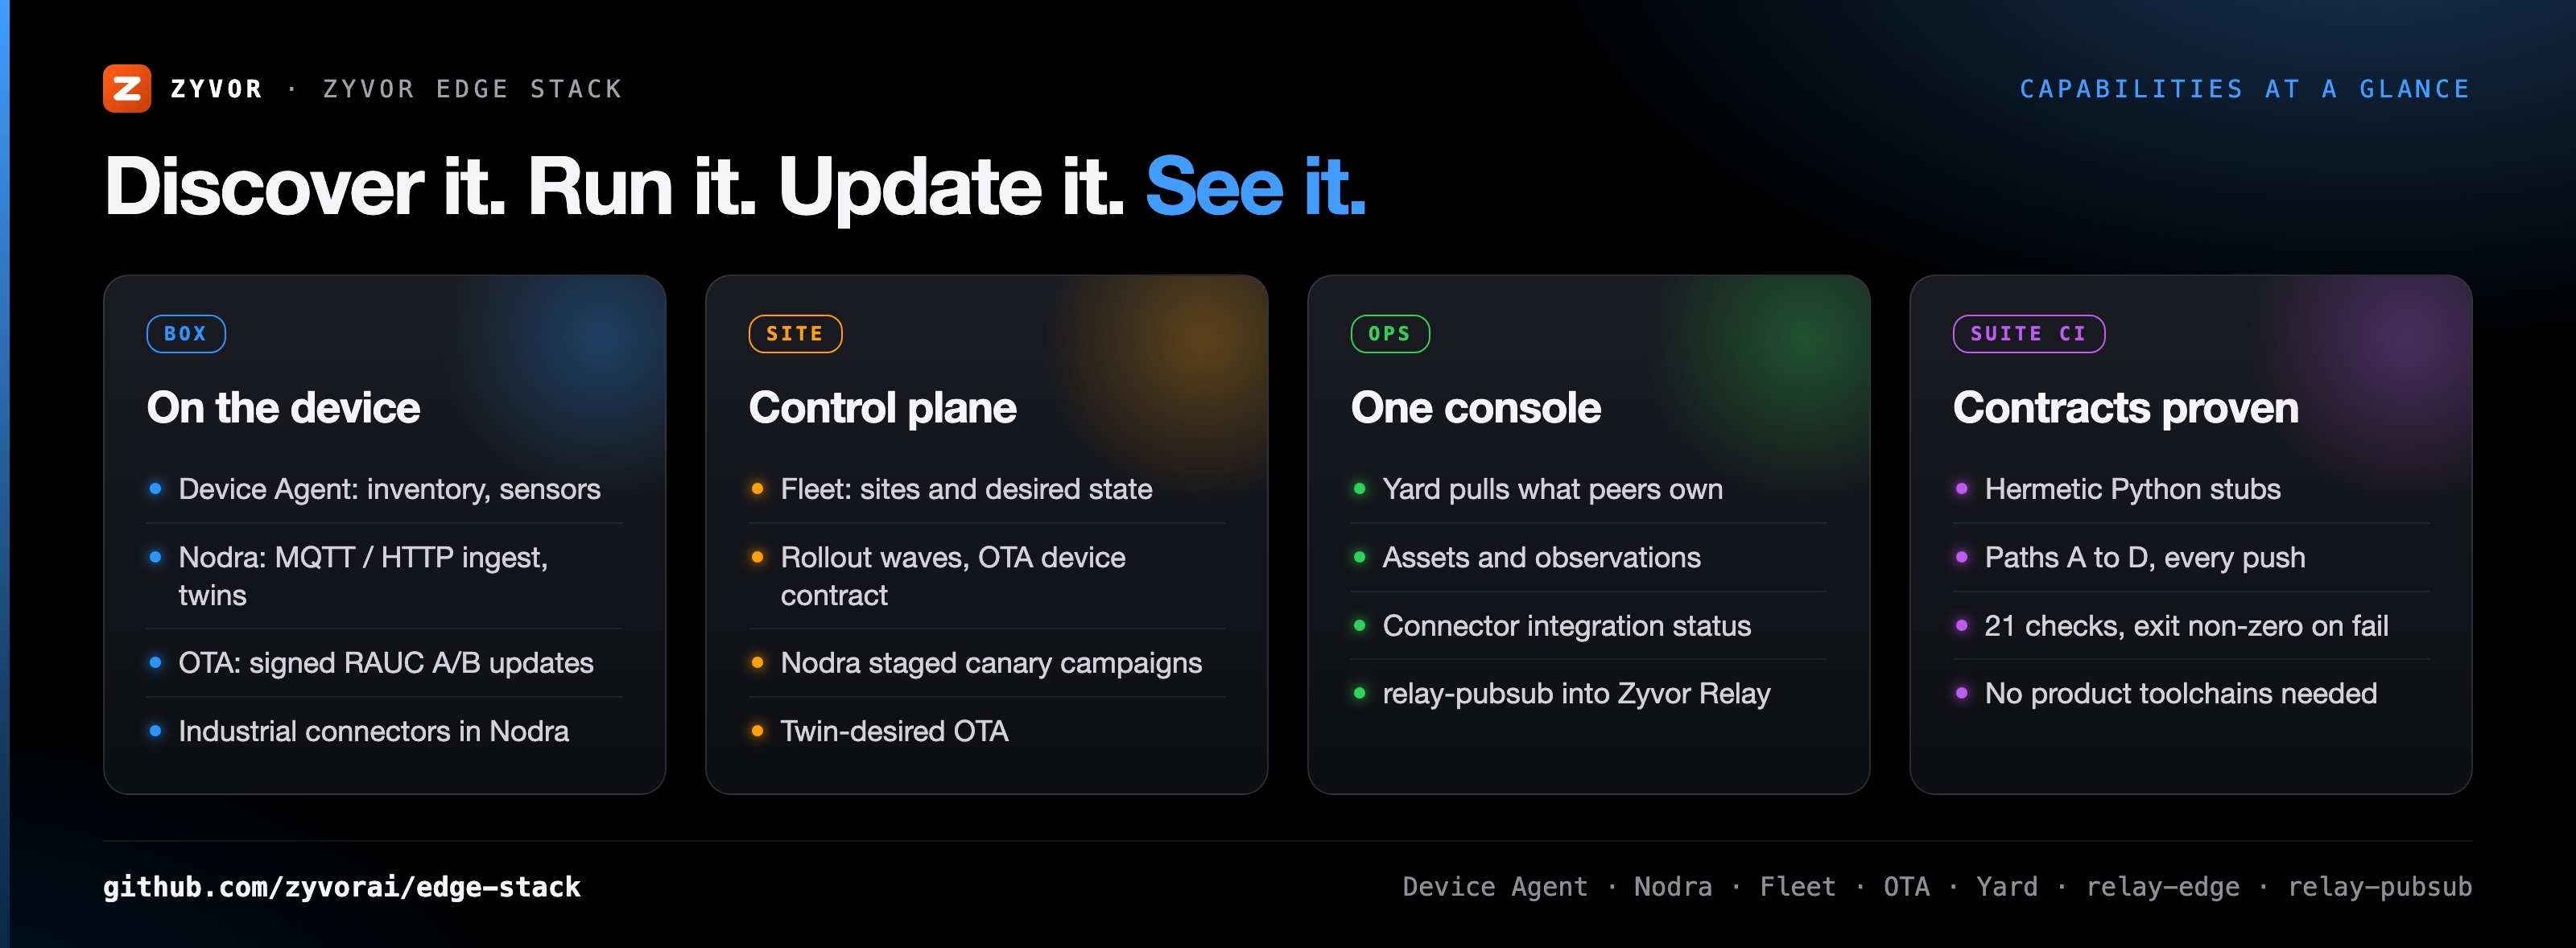 Z ZYVOR · ZYVOR EDGE STACK
CAPABILITIES AT A GLANCE
Discover it. Run it. Update it. See it.
BOX
On the device
Device Agent: inventory, sensors
Nodra: MQTT / HTTP ingest,
twins
OTA: signed RAUC A/B updates
Industrial connectors in Nodra
SITE
Control plane
Fleet: sites and desired state
Rollout waves, OTA device
contract
Nodra staged canary campaigns
Twin-desired OTA
OPS
One console
Yard pulls what peers own
Assets and observations
Connector integration status
relay-pubsub into Zyvor Relay
SUITE CI
Contracts proven
Hermetic Python stubs
Paths A to D, every push
21 checks, exit non-zero on fail
No product toolchains needed
github.com/zyvorai/edge-stack
Device Agent · Nodra · Fleet · OTA · Yard · relay-edge · relay-pubsub